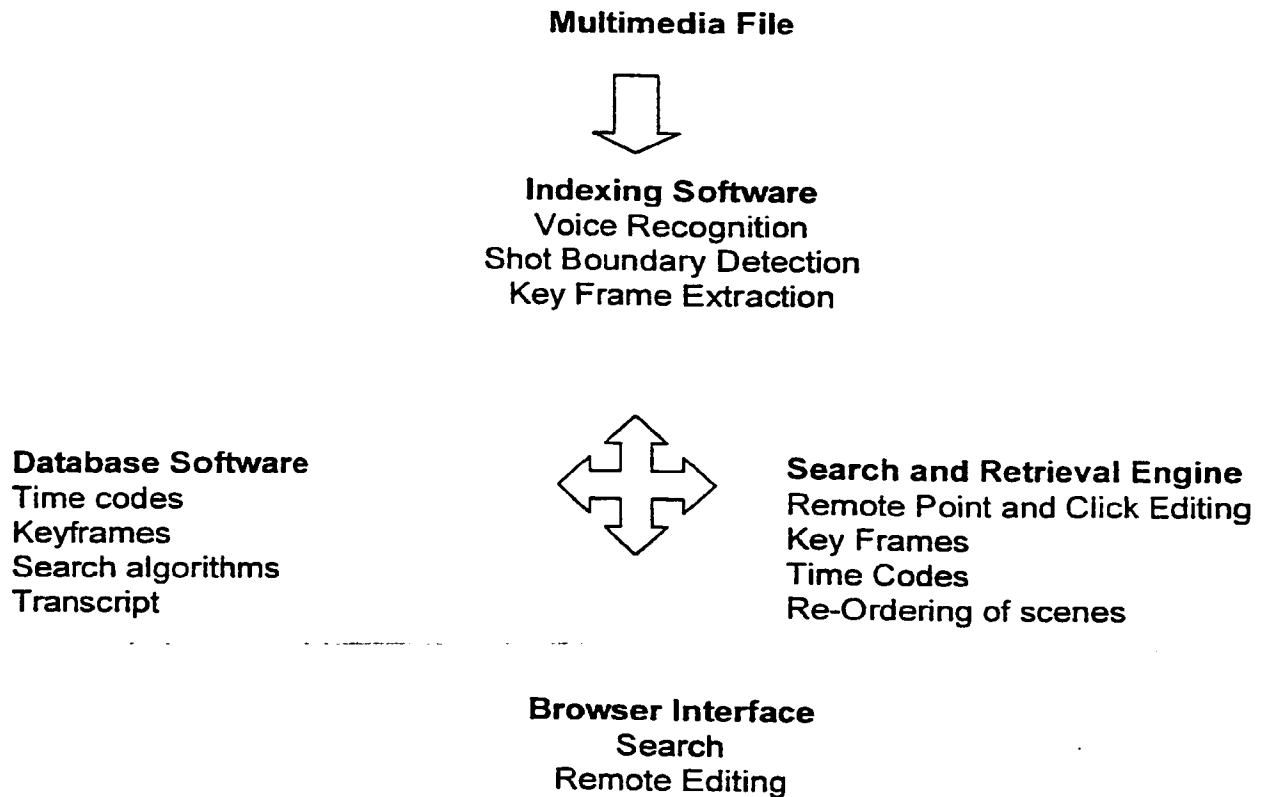 Multimedia File
Indexing Software
Voice Recognition
Shot Boundary Detection
Key Frame Extraction
Database Software
Time codes
Keyframes
Search algorithms
Transcript
Search and Retrieval Engine
Remote Point and Click Editing
Key Frames
Time Codes
Re-Ordering of scenes
Browser Interface
Search
Remote Editing